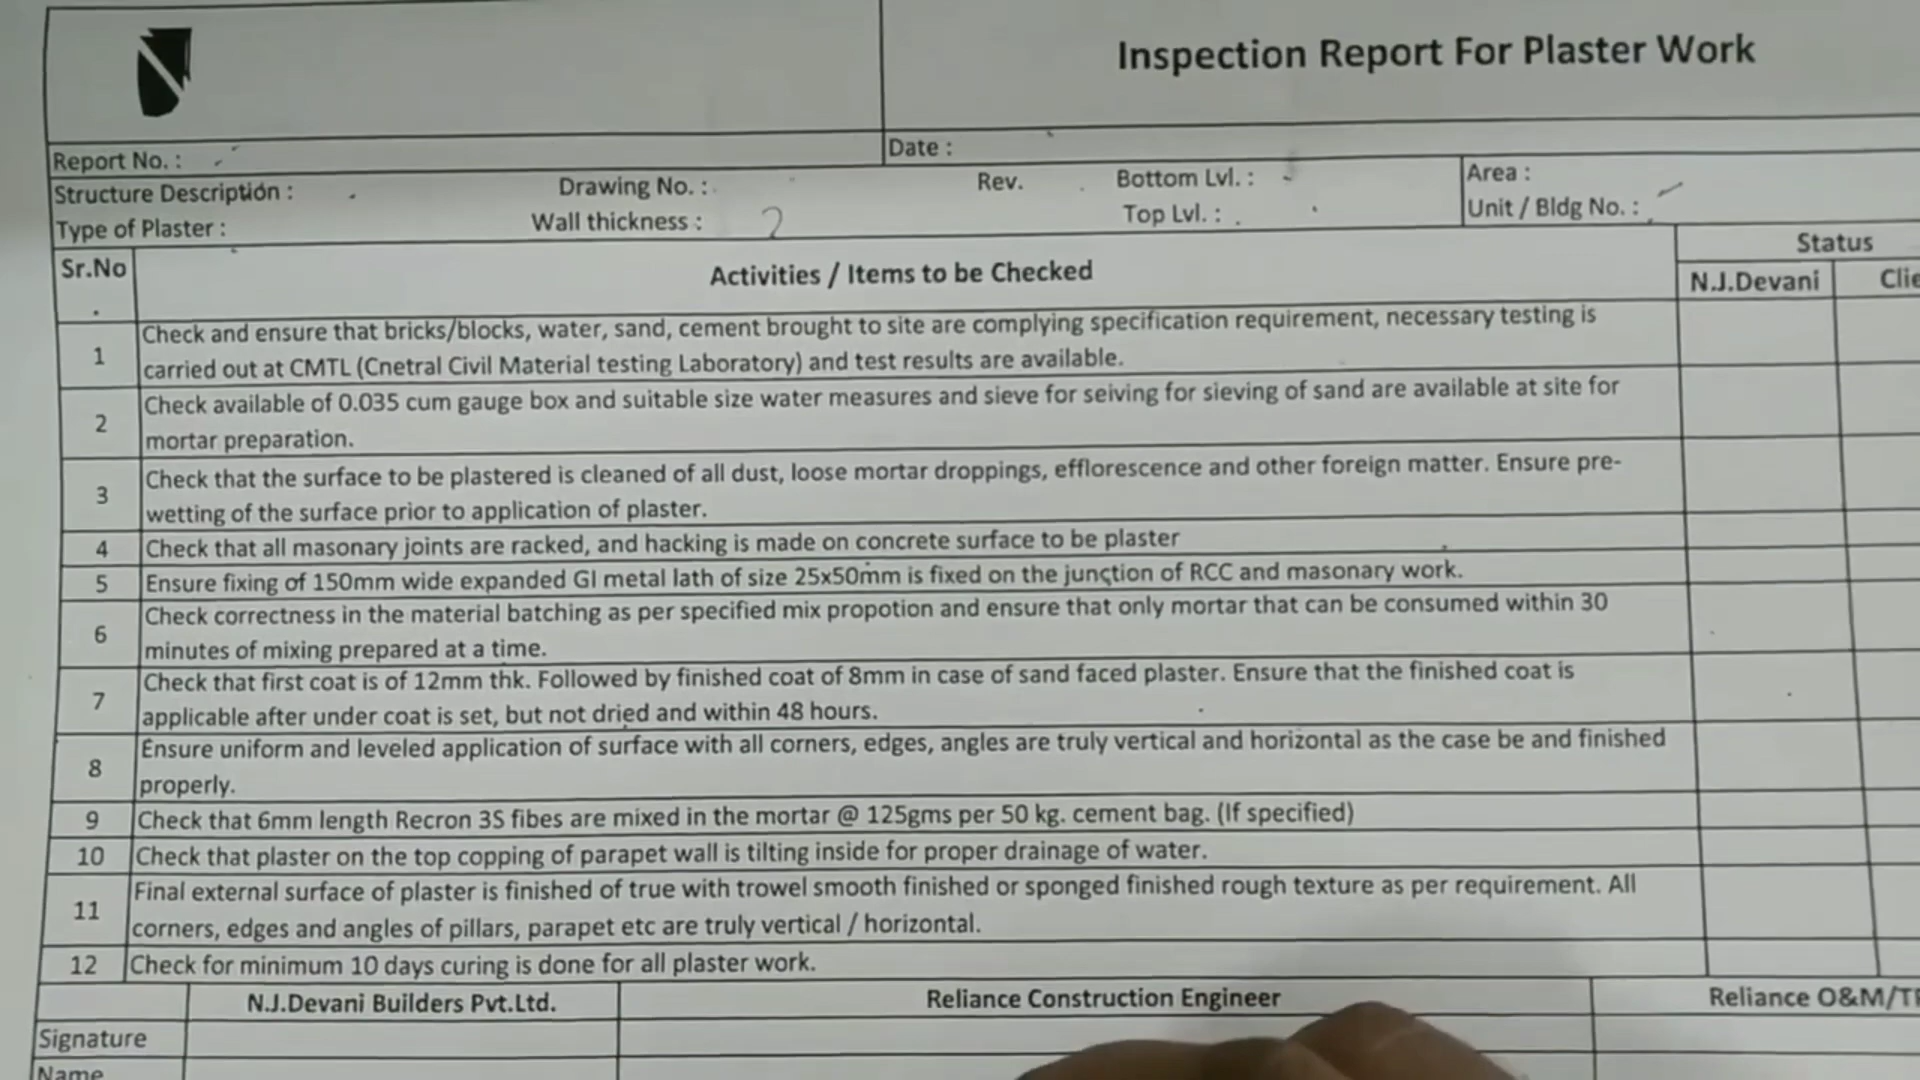 Inspection Report For Plaster Work
Report No. :
Date :
Structure Description :
Drawing No. :
Rev.
Bottom Lvl. :
Area :
Type of Plaster :
Wall thickness :
2
Top Lvl. :
Unit / Bldg No. :
Sr.No
.
Activities / Items to be Checked
Status
N.J.Devani
Clie
1
Check and ensure that bricks/blocks, water, sand, cement brought to site are complying specification requirement, necessary testing is
carried out at CMTL (Cnetral Civil Material testing Laboratory) and test results are available.
2
Check available of 0.035 cum gauge box and suitable size water measures and sieve for seiving for sieving of sand are available at site for
mortar preparation.
3
Check that the surface to be plastered is cleaned of all dust, loose mortar droppings, efflorescence and other foreign matter. Ensure pre-
wetting of the surface prior to application of plaster.
4
Check that all masonary joints are racked, and hacking is made on concrete surface to be plaster
5
Ensure fixing of 150mm wide expanded GI metal lath of size 25x50mm is fixed on the junction of RCC and masonary work.
6
Check correctness in the material batching as per specified mix propotion and ensure that only mortar that can be consumed within 30
minutes of mixing prepared at a time.
7
Check that first coat is of 12mm thk. Followed by finished coat of 8mm in case of sand faced plaster. Ensure that the finished coat is
applicable after under coat is set, but not dried and within 48 hours.
8
Ensure uniform and leveled application of surface with all corners, edges, angles are truly vertical and horizontal as the case be and finished
properly.
9
Check that 6mm length Recron 3S fibes are mixed in the mortar @ 125gms per 50 kg. cement bag. (If specified)
10
Check that plaster on the top copping of parapet wall is tilting inside for proper drainage of water.
11
Final external surface of plaster is finished of true with trowel smooth finished or sponged finished rough texture as per requirement. All
corners, edges and angles of pillars, parapet etc are truly vertical / horizontal.
12
Check for minimum 10 days curing is done for all plaster work.
N.J.Devani Builders Pvt.Ltd.
Reliance Construction Engineer
Reliance O&M/T
Signature
Name